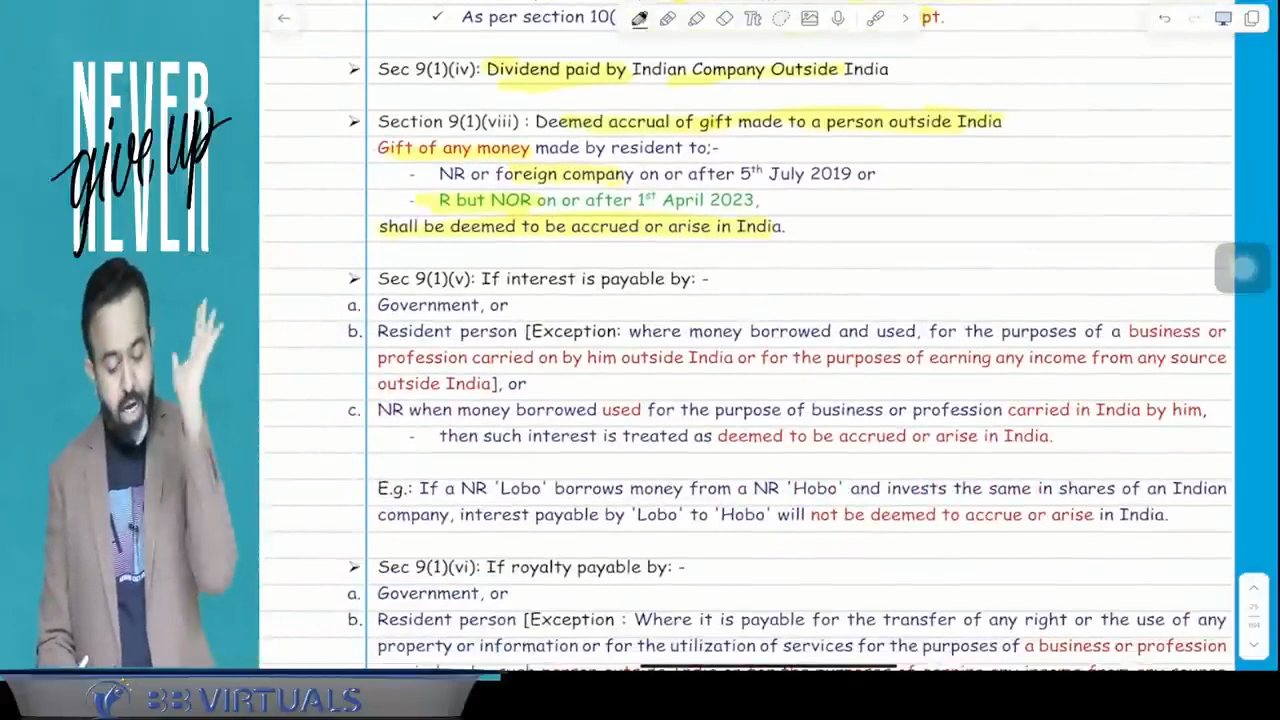 ✓ As per section 10(
pt.
NEVER
give up
NEVER
➢ Sec 9(1)(iv): Dividend paid by Indian Company Outside India
➢ Section 9(1)(viii) : Deemed accrual of gift made to a person outside India
Gift of any money made by resident to;-
- NR or foreign company on or after 5th July 2019 or
- R but NOR on or after 1st April 2023,
shall be deemed to be accrued or arise in India.
➢ Sec 9(1)(v): If interest is payable by: -
a. Government, or
b. Resident person [Exception: where money borrowed and used, for the purposes of a business or
profession carried on by him outside India or for the purposes of earning any income from any source
outside India], or
c. NR when money borrowed used for the purpose of business or profession carried in India by him,
- then such interest is treated as deemed to be accrued or arise in India.
E.g.: If a NR 'Lobo' borrows money from a NR 'Hobo' and invests the same in shares of an Indian
company, interest payable by 'Lobo' to 'Hobo' will not be deemed to accrue or arise in India.
➢ Sec 9(1)(vi): If royalty payable by: -
a. Government, or
b. Resident person [Exception : Where it is payable for the transfer of any right or the use of any
property or information or for the utilization of services for the purposes of a business or profession
BB VIRTUALS